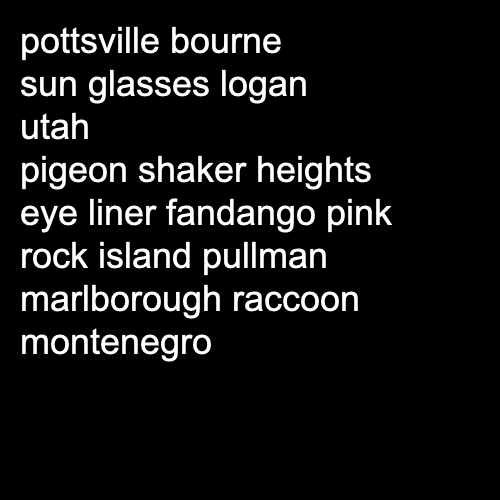 pottsville bourne
sun glasses logan
utah
pigeon shaker heights
eye liner fandango pink
rock island pullman
marlborough raccoon
montenegro